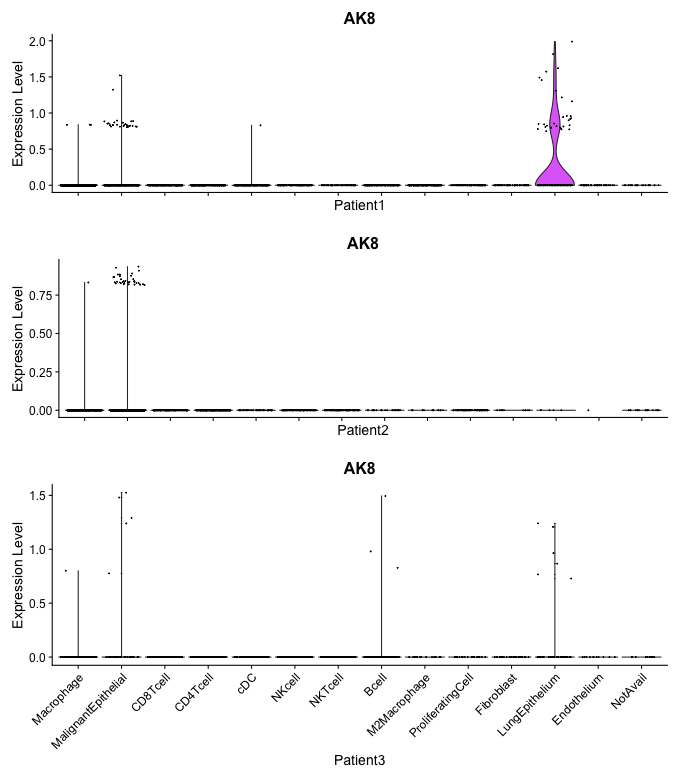 AK8
2.0
1.5
1.0
0.5
0.0
Expression Level
Patient1
AK8
0.75
0.50
0.25
0.00
Expression Level
Patient2
AK8
1.5
1.0
0.5
0.0
Expression Level
Macrophage
MalignantEpithelial
CD8Tcell
CD4Tcell
cDC
NKcell
NKTcell
Bcell
M2Macrophage
ProliferatingCell
Fibroblast
LungEpithelium
Endothelium
NotAvail
Patient3